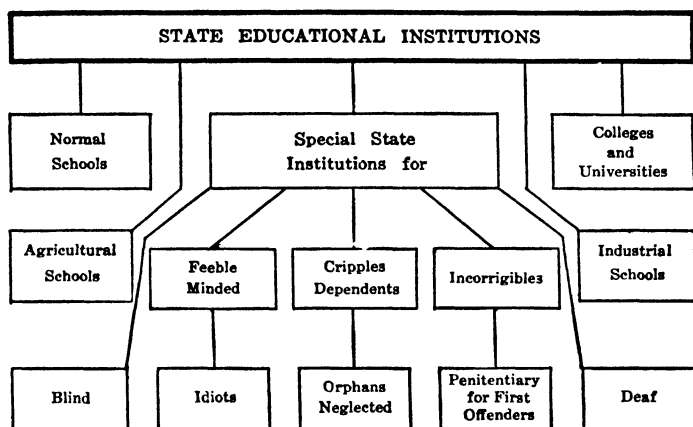 STATE EDUCATIONAL INSTITUTIONS
Normal
Schools
Special State
Institutions for
Colleges
and
Universities
Agricultural
Schools
Feeble
Minded
Cripples
Dependents
Incorrigibles
Industrial
Schools
Blind
Idiots
Orphans
Neglected
Penitentiary
for First
Offenders
Deaf